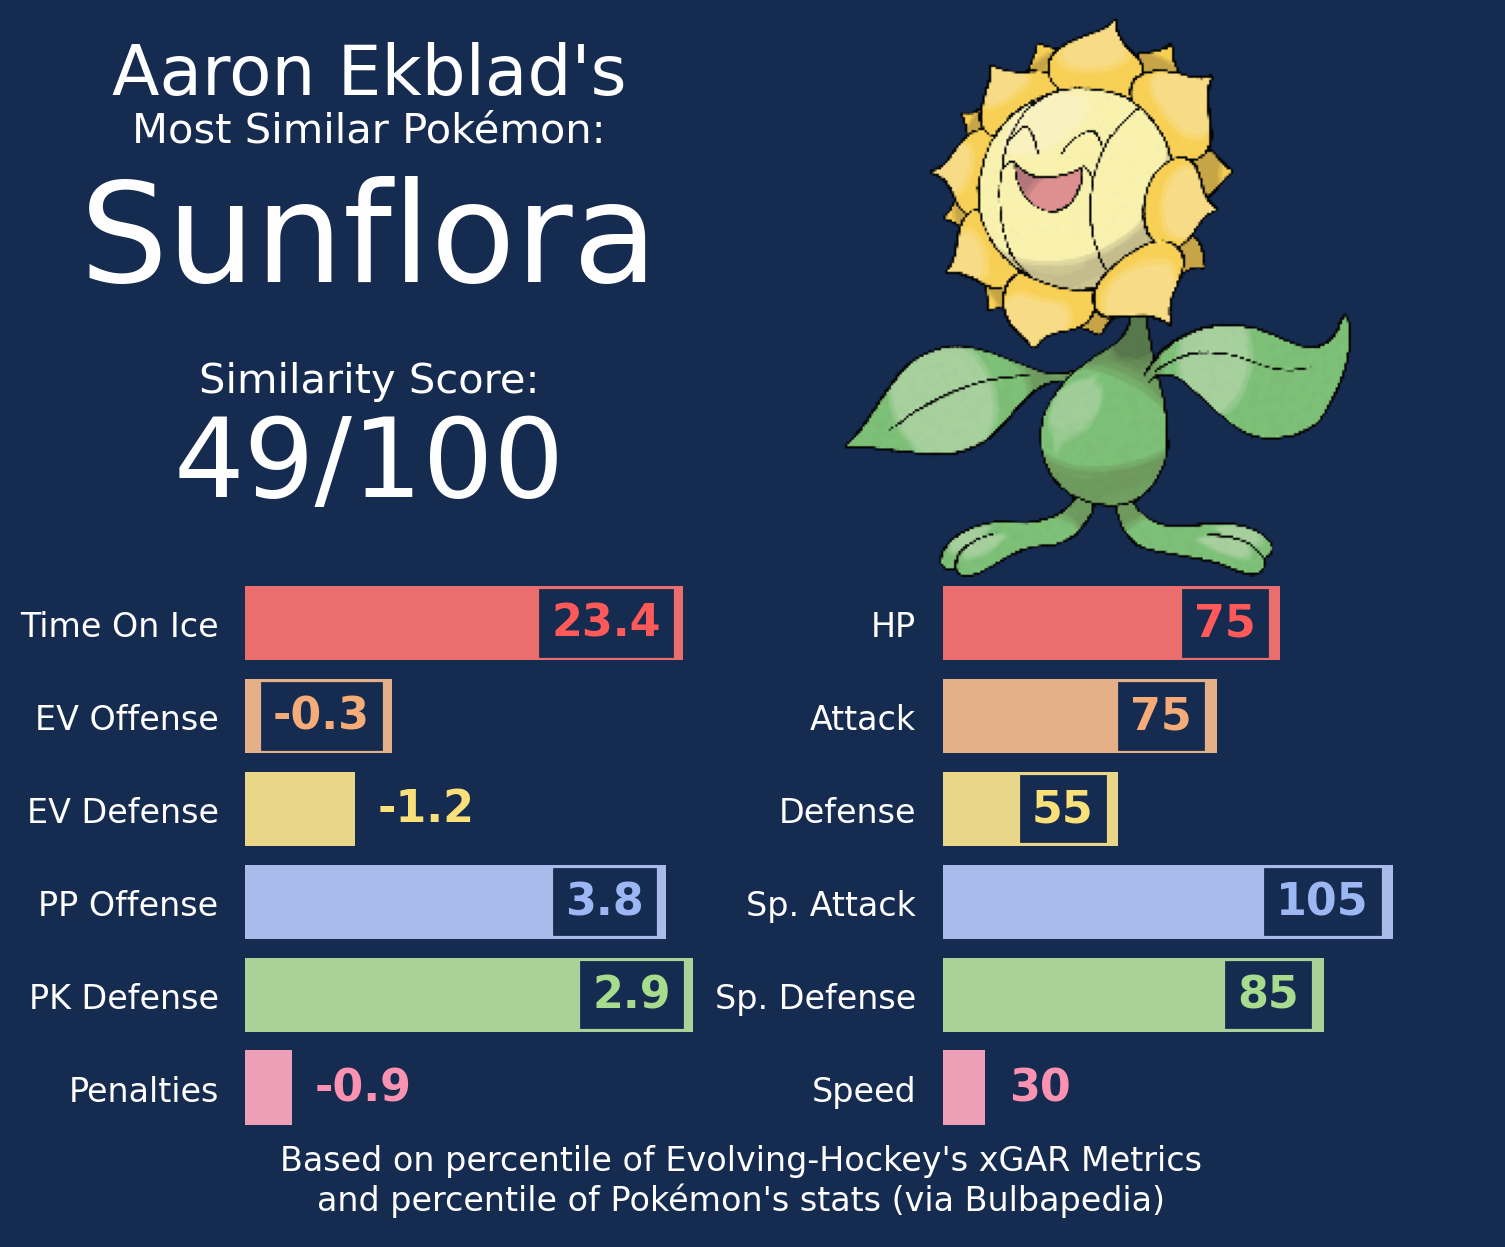 Aaron Ekblad's
Most Similar Pokémon:
Sunflora
Similarity Score:
49/100
Time On Ice 23.4
EV Offense -0.3
EV Defense -1.2
PP Offense 3.8
PK Defense 2.9
Penalties -0.9
HP 75
Attack 75
Defense 55
Sp. Attack 105
Sp. Defense 85
Speed 30
Based on percentile of Evolving-Hockey's xGAR Metrics
and percentile of Pokémon's stats (via Bulbapedia)